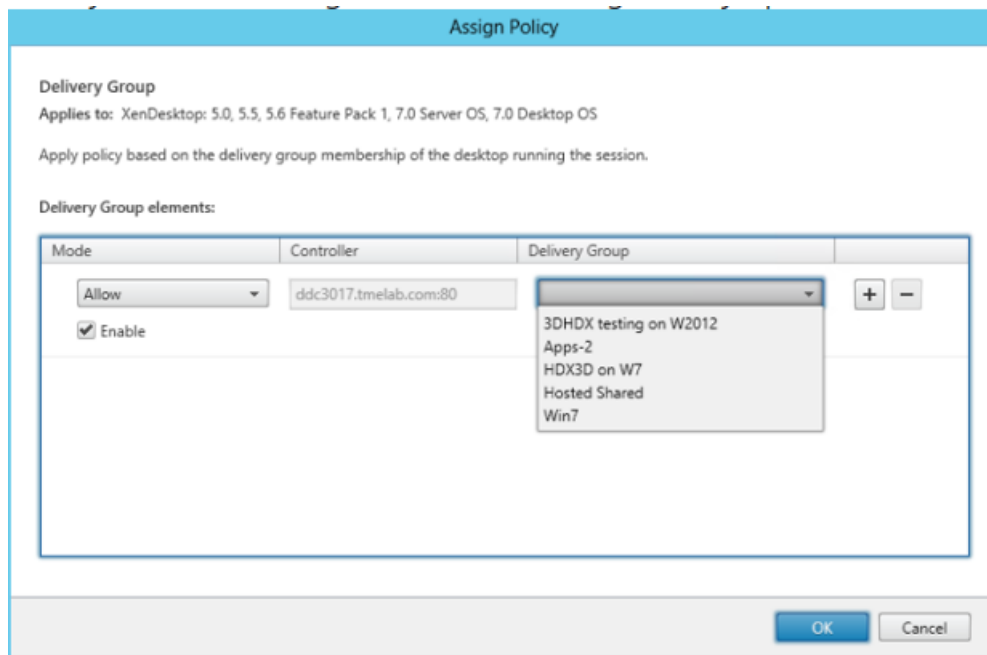 Assign Policy
Delivery Group
Applies to: XenDesktop: 5.0, 5.5, 5.6 Feature Pack 1, 7.0 Server OS, 7.0 Desktop OS
Apply policy based on the delivery group membership of the desktop running the session.
Delivery Group elements:
Mode Controller Delivery Group
Allow ddc3017.tmelab.com:80 + −
Enable
3DHDX testing on W2012
Apps-2
HDX3D on W7
Hosted Shared
Win7
OK Cancel